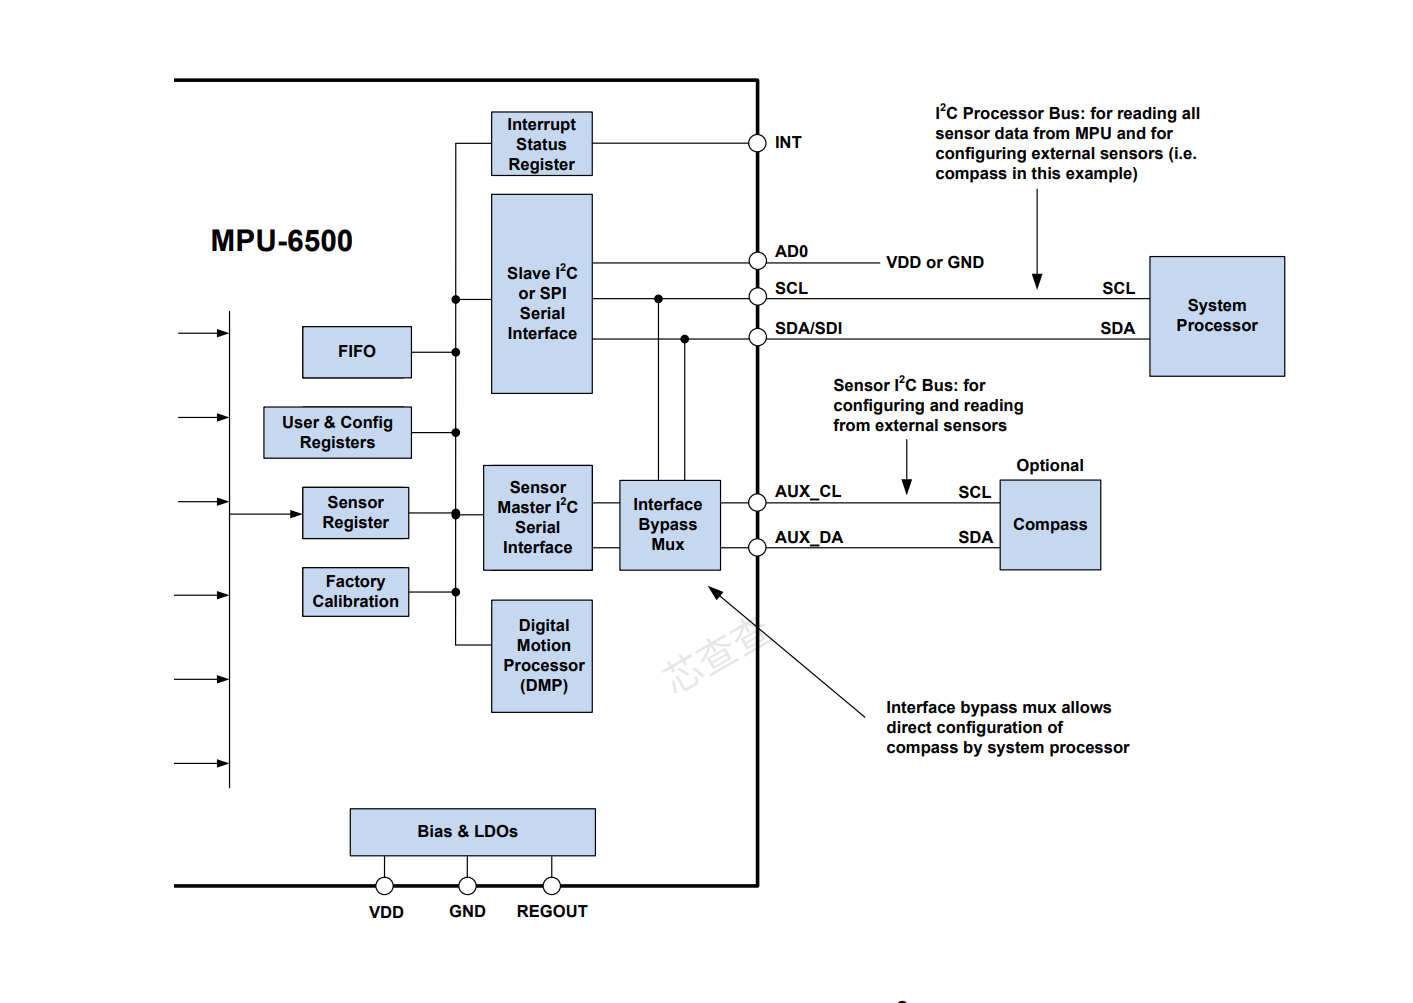 I²C Processor Bus: for reading all
sensor data from MPU and for
configuring external sensors (i.e.
compass in this example)
Interrupt
Status
Register
INT
MPU-6500
Slave I²C
or SPI
Serial
Interface
AD0
VDD or GND
SCL
SCL
SDA/SDI
SDA
System
Processor
FIFO
User & Config
Registers
Sensor I²C Bus: for
configuring and reading
from external sensors
Optional
Sensor
Register
Sensor
Master I²C
Serial
Interface
Interface
Bypass
Mux
AUX_CL
SCL
AUX_DA
SDA
Compass
Factory
Calibration
Digital
Motion
Processor
(DMP)
芯查查
Interface bypass mux allows
direct configuration of
compass by system processor
Bias & LDOs
VDD
GND
REGOUT